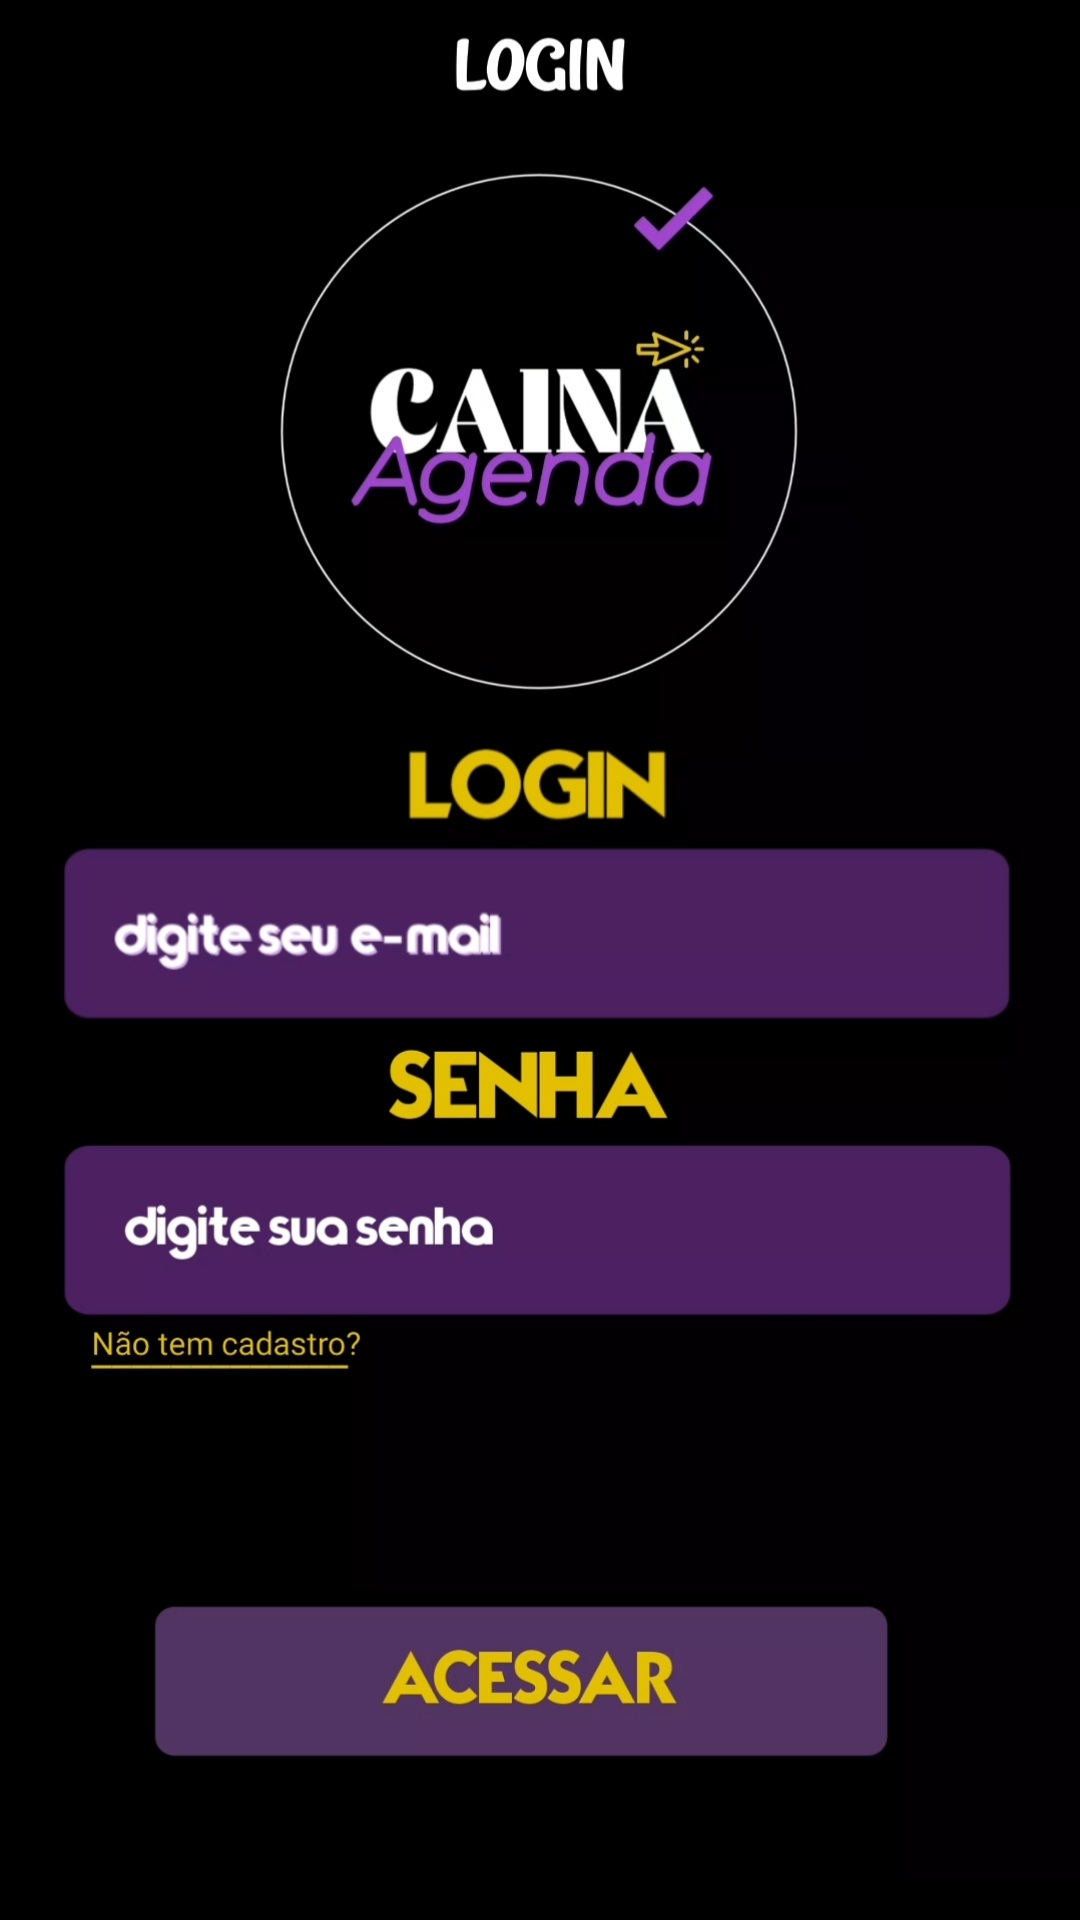 LOGIN
CAINA
Agenda
LOGIN
digite seu e-mail
SENHA
digite sua senha
Não tem cadastro?
ACESSAR